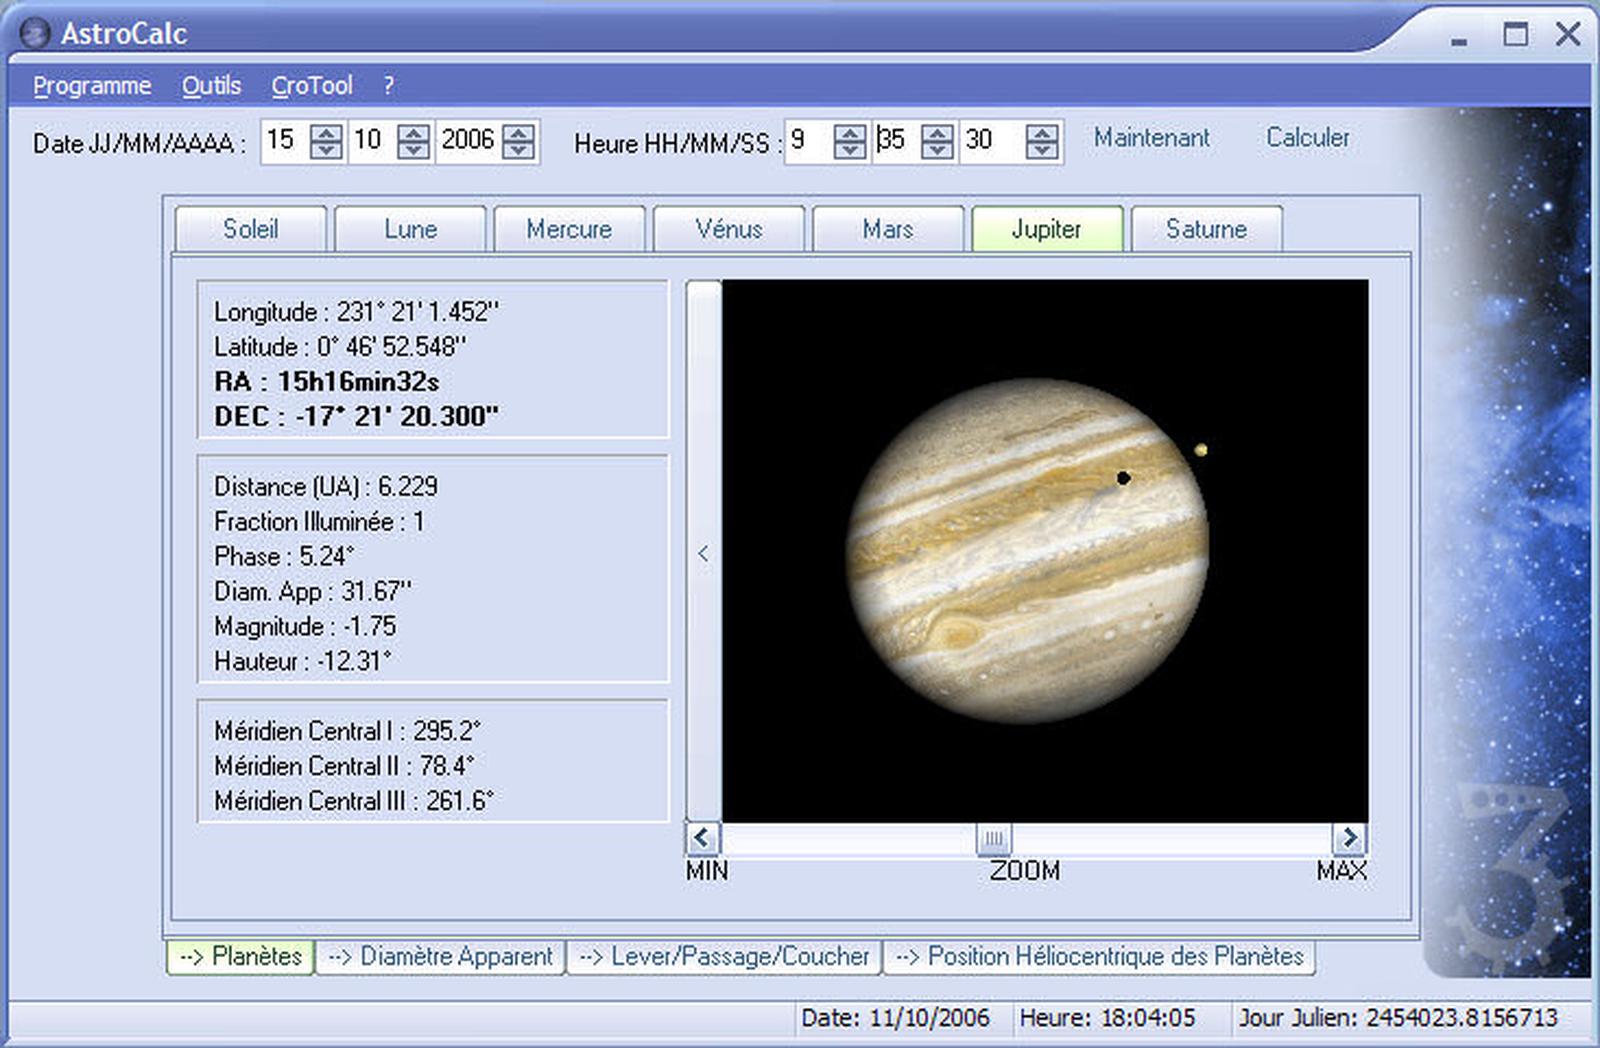 AstroCalc
Programme Outils CroTool ?
Date JJ/MM/AAAA : 15 10 2006 Heure HH/MM/SS : 9 35 30 Maintenant Calculer
Soleil Lune Mercure Vénus Mars Jupiter Saturne
Longitude : 231° 21' 1.452''
Latitude : 0° 46' 52.548''
RA : 15h16min32s
DEC : -17° 21' 20.300''
Distance (UA) : 6.229
Fraction Illuminée : 1
Phase : 5.24°
Diam. App : 31.67''
Magnitude : -1.75
Hauteur : -12.31°
Méridien Central I : 295.2°
Méridien Central II : 78.4°
Méridien Central III : 261.6°
MIN ZOOM MAX
--> Planètes --> Diamètre Apparent --> Lever/Passage/Coucher --> Position Héliocentrique des Planètes
Date: 11/10/2006 Heure: 18:04:05 Jour Julien: 2454023.8156713